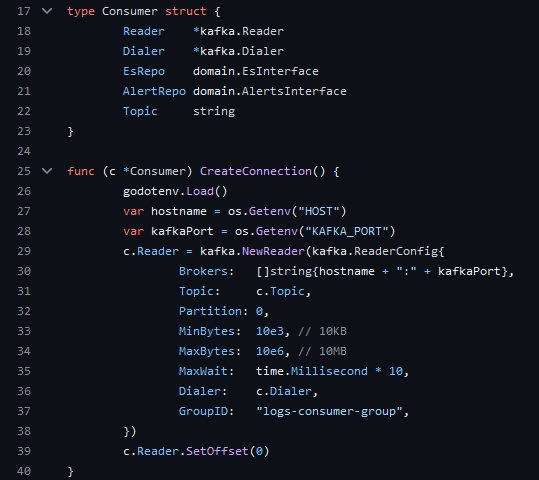 17 type Consumer struct {
18 Reader *kafka.Reader
19 Dialer *kafka.Dialer
20 EsRepo domain.EsInterface
21 AlertRepo domain.AlertsInterface
22 Topic string
23 }
24
25 func (c *Consumer) CreateConnection() {
26 godotenv.Load()
27 var hostname = os.Getenv("HOST")
28 var kafkaPort = os.Getenv("KAFKA_PORT")
29 c.Reader = kafka.NewReader(kafka.ReaderConfig{
30 Brokers: []string{hostname + ":" + kafkaPort},
31 Topic: c.Topic,
32 Partition: 0,
33 MinBytes: 10e3, // 10KB
34 MaxBytes: 10e6, // 10MB
35 MaxWait: time.Millisecond * 10,
36 Dialer: c.Dialer,
37 GroupID: "logs-consumer-group",
38 })
39 c.Reader.SetOffset(0)
40 }